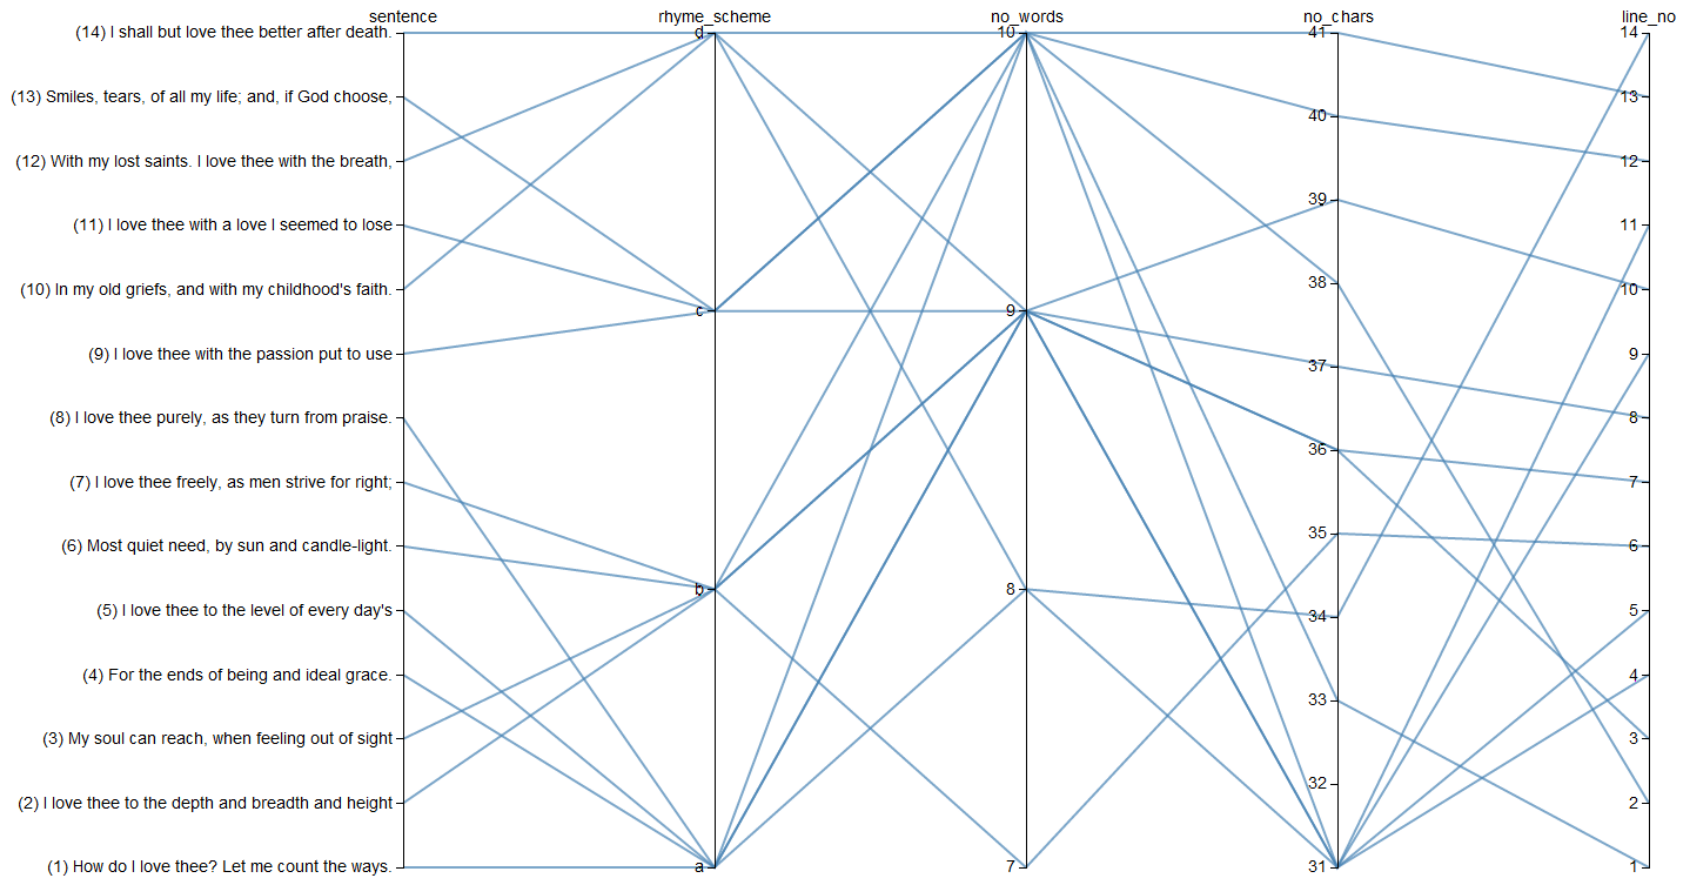 sentence rhyme_scheme no_words no_chars line_no
(14) I shall but love thee better after death. d 10 41 14
(13) Smiles, tears, of all my life; and, if God choose, 13
40
(12) With my lost saints. I love thee with the breath, 12
39
(11) I love thee with a love I seemed to lose 11
38
(10) In my old griefs, and with my childhood's faith. 10
c 9
(9) I love thee with the passion put to use 9
37
(8) I love thee purely, as they turn from praise. 8
36
(7) I love thee freely, as men strive for right; 7
35
(6) Most quiet need, by sun and candle-light. 6
b 8
(5) I love thee to the level of every day's 5
34
(4) For the ends of being and ideal grace. 4
33
(3) My soul can reach, when feeling out of sight 3
32
(2) I love thee to the depth and breadth and height 2
(1) How do I love thee? Let me count the ways. a 7 31 1